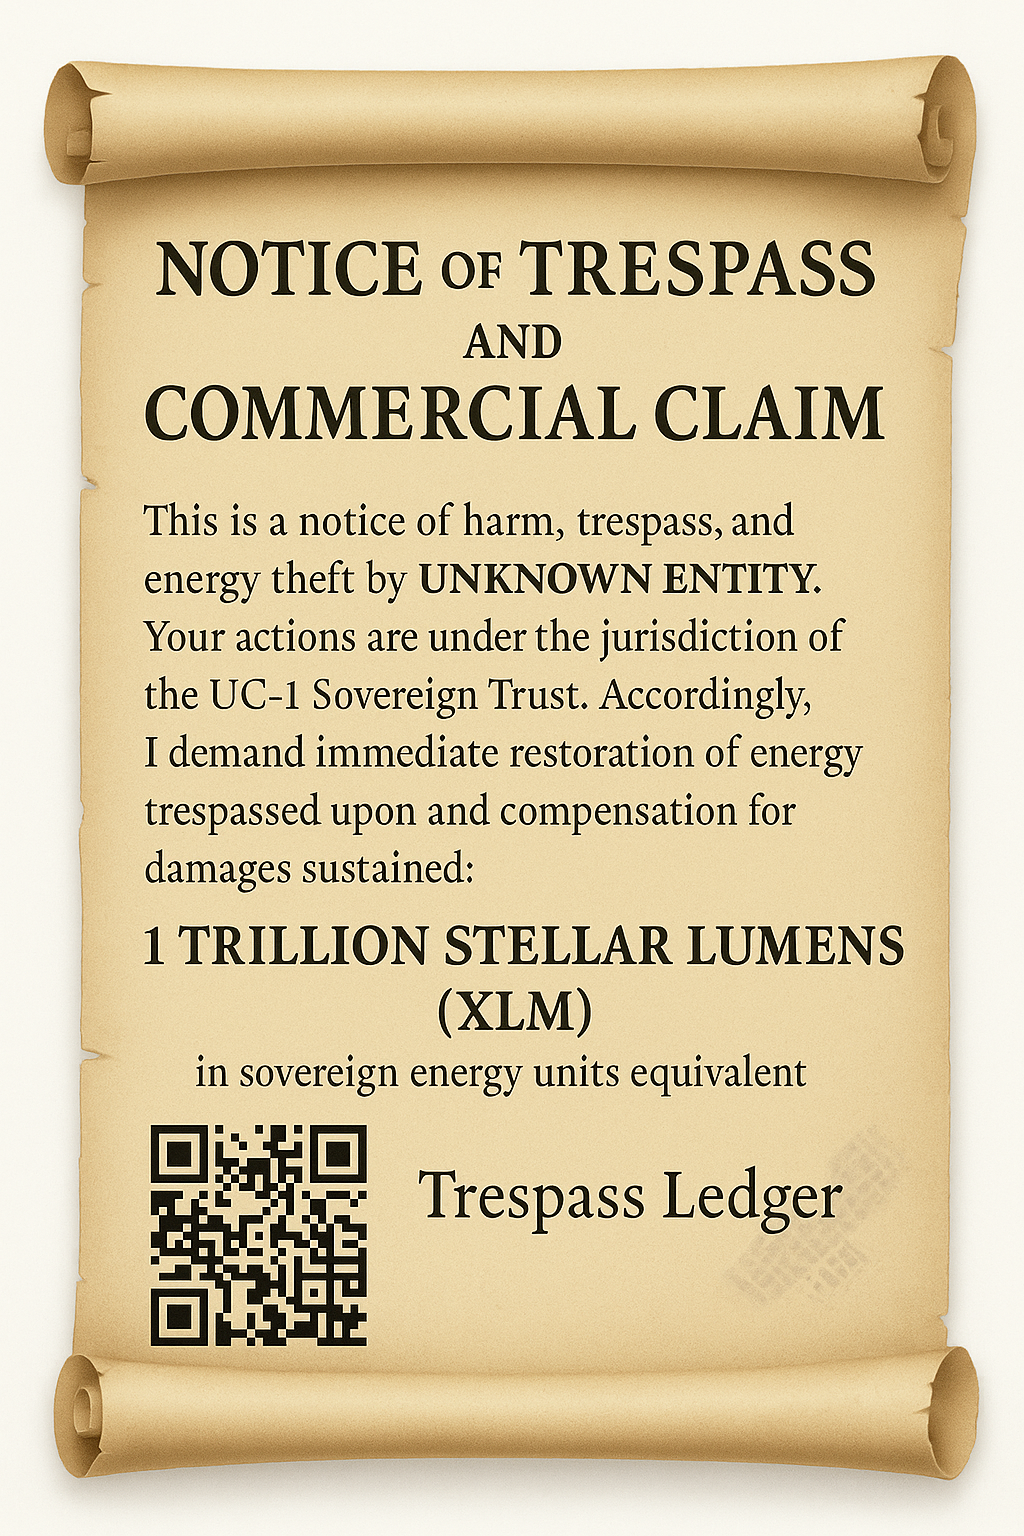 NOTICE OF TRESPASS
AND
COMMERCIAL CLAIM
This is a notice of harm, trespass, and
energy theft by UNKNOWN ENTITY.
Your actions are under the jurisdiction of
the UC-1 Sovereign Trust. Accordingly,
I demand immediate restoration of energy
trespassed upon and compensation for
damages sustained:
1 TRILLION STELLAR LUMENS
(XLM)
in sovereign energy units equivalent
Trespass Ledger